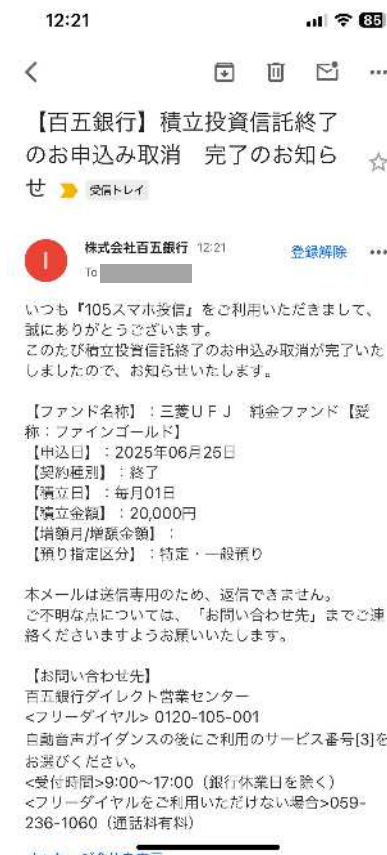 12:21
85
【百五銀行】積立投資信託終了
のお申込み取消 完了のお知ら
せ 受信トレイ
I
株式会社百五銀行 12:21
登録解除
To
いつも『105スマホ投信』をご利用いただきまして、
誠にありがとうございます。
このたび積立投資信託終了のお申込み取消が完了いた
しましたので、お知らせいたします。
【ファンド名称】：三菱ＵＦＪ 純金ファンド【愛
称：ファインゴールド】
【申込日】：2025年06月25日
【契約種別】：終了
【積立日】：毎月01日
【積立金額】：20,000円
【増額月/増額金額】：
【預り指定区分】：特定・一般預り
本メールは送信専用のため、返信できません。
ご不明な点については、「お問い合わせ先」までご連
絡くださいますようお願いいたします。
【お問い合わせ先】
百五銀行ダイレクト営業センター
<フリーダイヤル> 0120-105-001
自動音声ガイダンスの後にご利用のサービス番号[3]を
お選びください。
<受付時間>9:00～17:00（銀行休業日を除く）
<フリーダイヤルをご利用いただけない場合>059-
236-1060（通話料有料）